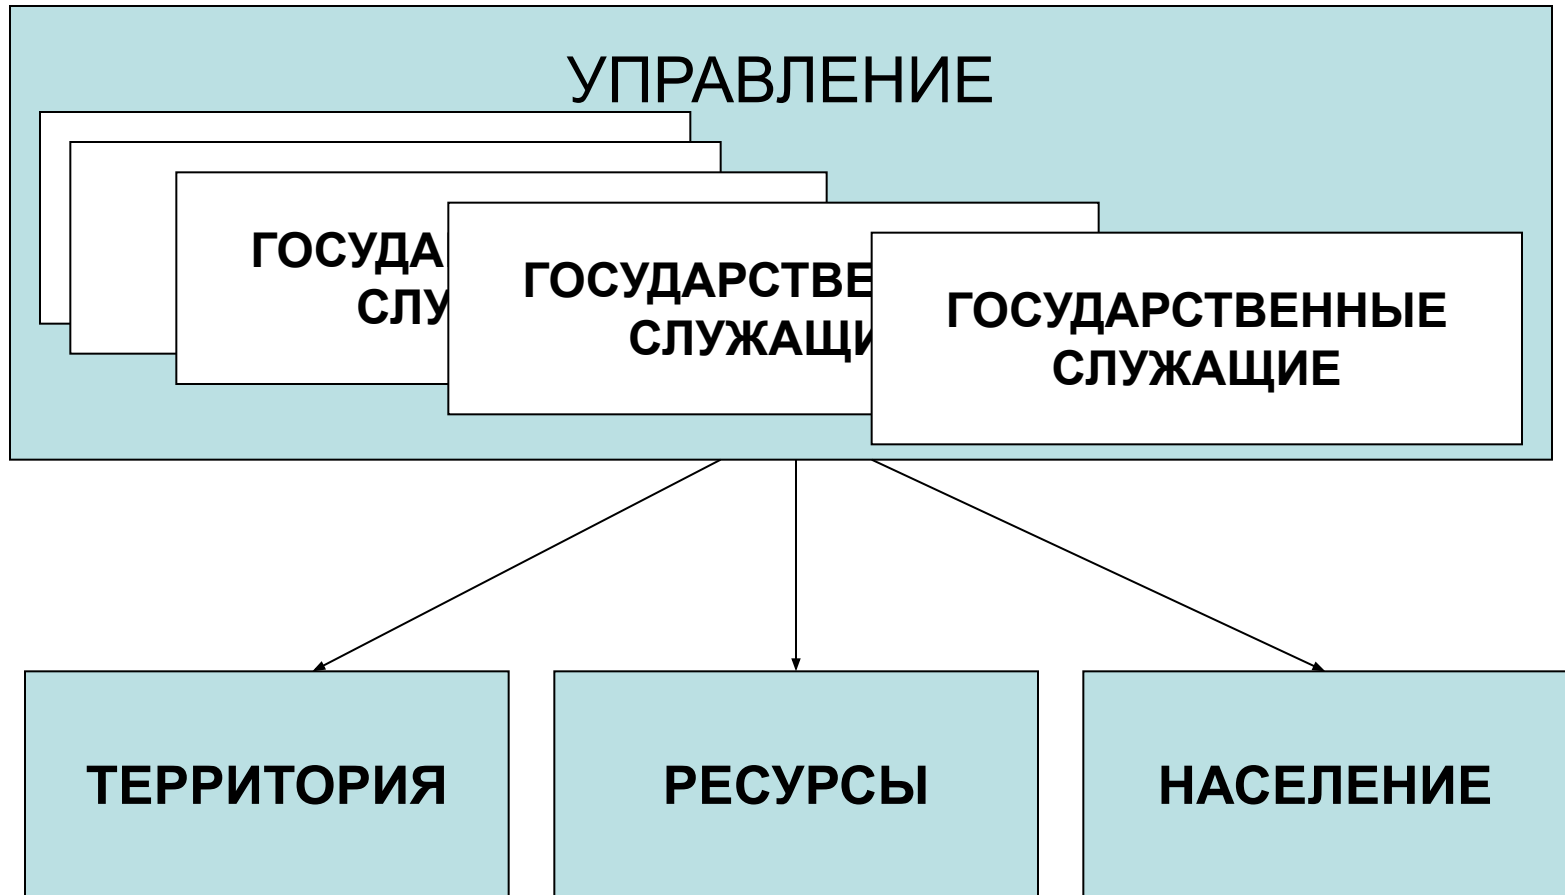 УПРАВЛЕНИЕ
ГОСУДА
СЛУ
ГОСУДАРСТВЕ
СЛУЖАЩИ
ГОСУДАРСТВЕННЫЕ
СЛУЖАЩИЕ
ТЕРРИТОРИЯ
РЕСУРСЫ
НАСЕЛЕНИЕ